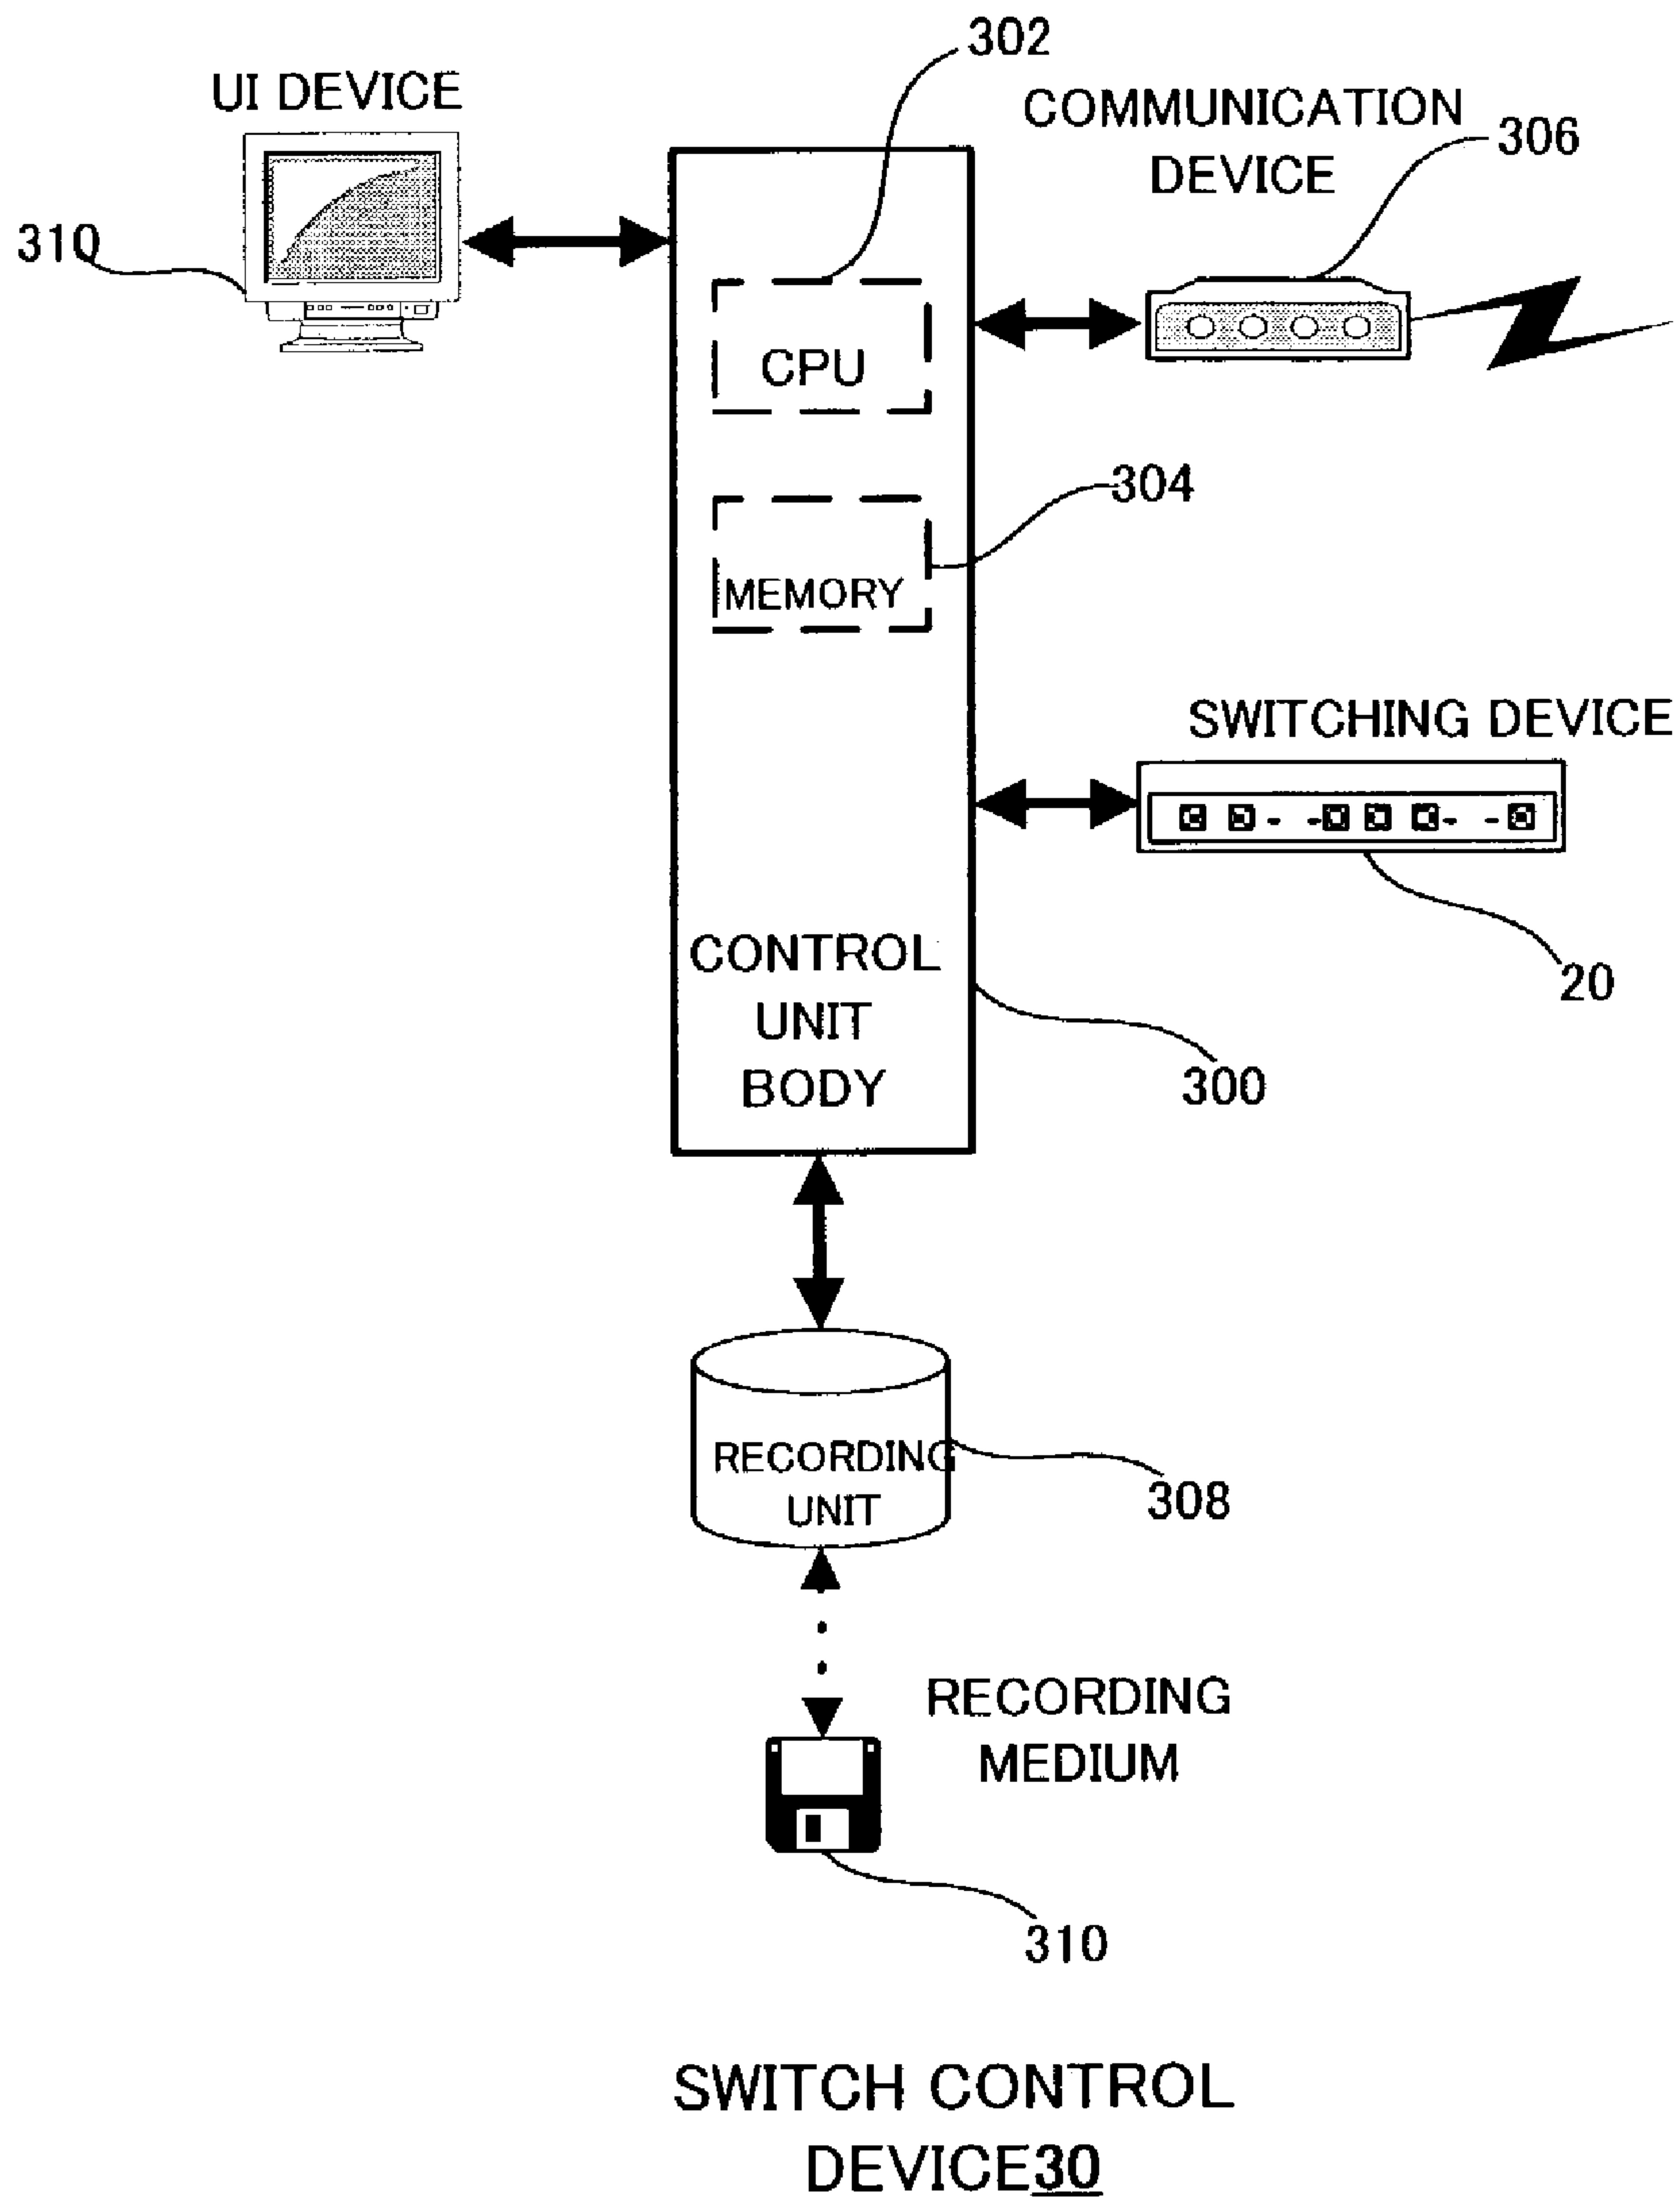 302
UI DEVICE
COMMUNICATION
DEVICE
306
310
CPU
304
MEMORY
SWITCHING DEVICE
20
CONTROL
UNIT
BODY
300
RECORDING
UNIT
308
RECORDING
MEDIUM
310
SWITCH CONTROL
DEVICE30